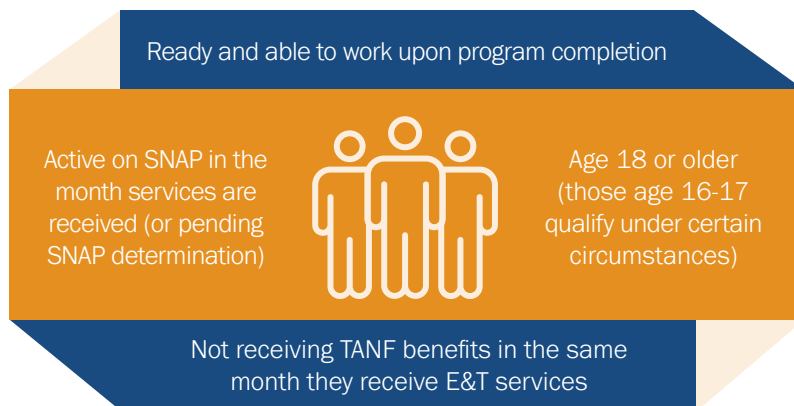 Ready and able to work upon program completion
Active on SNAP in the
month services are
received (or pending
SNAP determination)
Age 18 or older
(those age 16-17
qualify under certain
circumstances)
Not receiving TANF benefits in the same
month they receive E&T services